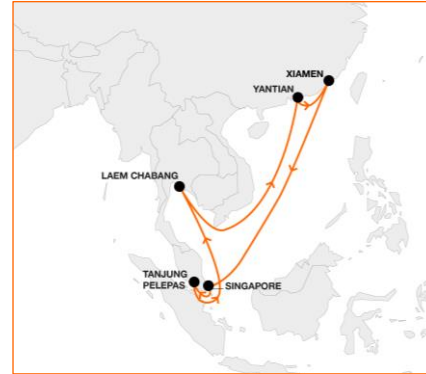 XIAMEN
YANTIAN
LAEM CHABANG
TANJUNG
PELEPAS
SINGAPORE